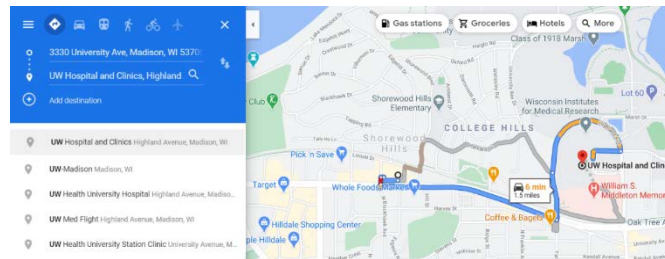 3330 University Ave, Madison, WI 5370
UW Hospital and Clinics, Highland
Add destination
UW Hospital and Clinics Highland Avenue, Madison, WI
UW-Madison Madison, WI
UW Health University Hospital Highland Avenue, Madiso...
UW Med Flight Highland Avenue, Madison, WI
UW Health University Station Clinic University Avenue, M...
Gas stations
Groceries
Hotels
More
University
Class of 1918 Marsh
Lot 60
Club
Shorewood Hills
Elementary
Wisconsin Institutes
for Medical Research
COLLEGE HILLS
Shorewood
Hills
Pick 'n Save
UW Hospital and Clin
Target
Whole Foods Market
6 min
1.5 miles
William S.
Middleton Memor
Coffee & Bagels
Oak Tree
Hilldale Shopping Center
ple Hilldale